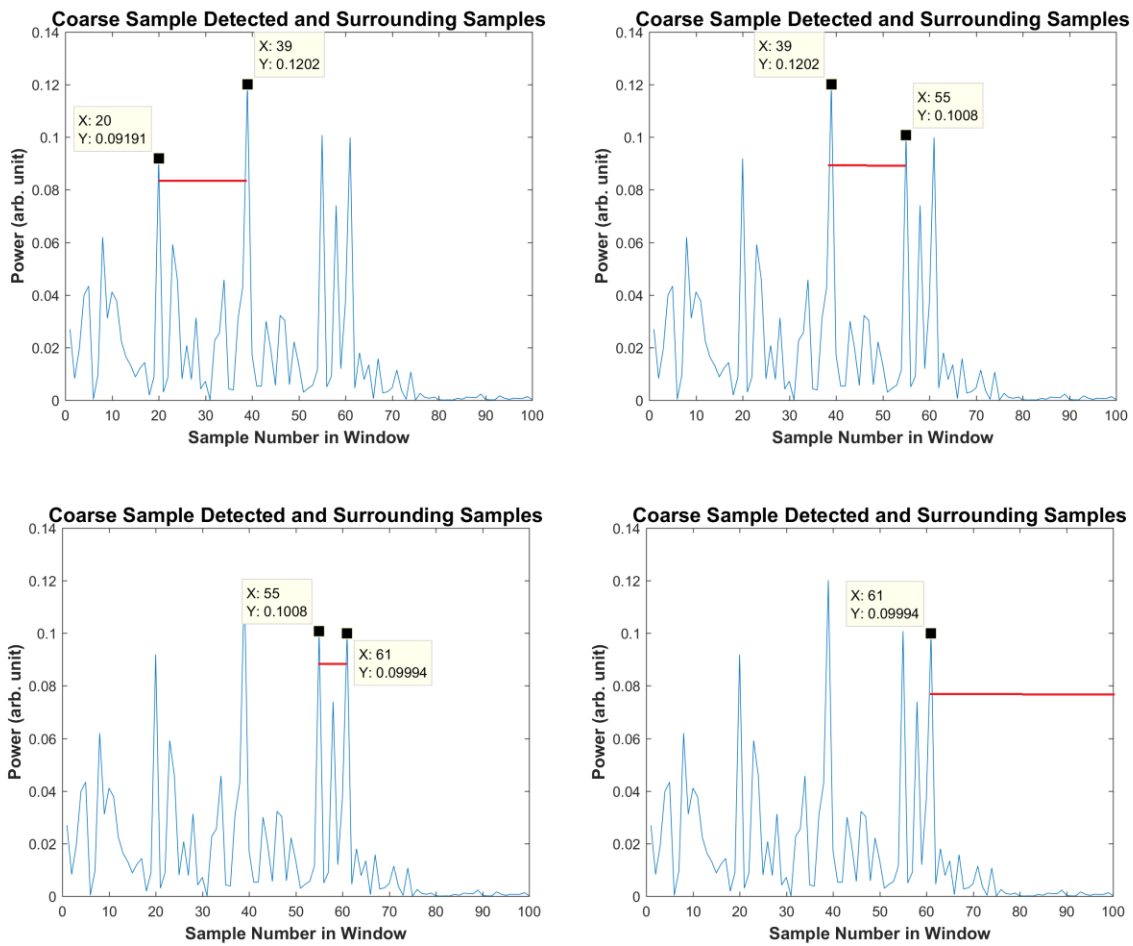 Coarse Sample Detected and Surrounding Samples
0.14
0.12
0.1
0.08
0.06
0.04
0.02
0
Power (arb. unit)
X: 39
Y: 0.1202
X: 20
Y: 0.09191
0 10 20 30 40 50 60 70 80 90 100
Sample Number in Window
Coarse Sample Detected and Surrounding Samples
0.14
0.12
0.1
0.08
0.06
0.04
0.02
0
Power (arb. unit)
X: 39
Y: 0.1202
X: 55
Y: 0.1008
0 10 20 30 40 50 60 70 80 90 100
Sample Number in Window
Coarse Sample Detected and Surrounding Samples
0.14
0.12
0.1
0.08
0.06
0.04
0.02
0
Power (arb. unit)
X: 55
Y: 0.1008
X: 61
Y: 0.09994
0 10 20 30 40 50 60 70 80 90 100
Sample Number in Window
Coarse Sample Detected and Surrounding Samples
0.14
0.12
0.1
0.08
0.06
0.04
0.02
0
Power (arb. unit)
X: 61
Y: 0.09994
0 10 20 30 40 50 60 70 80 90 100
Sample Number in Window